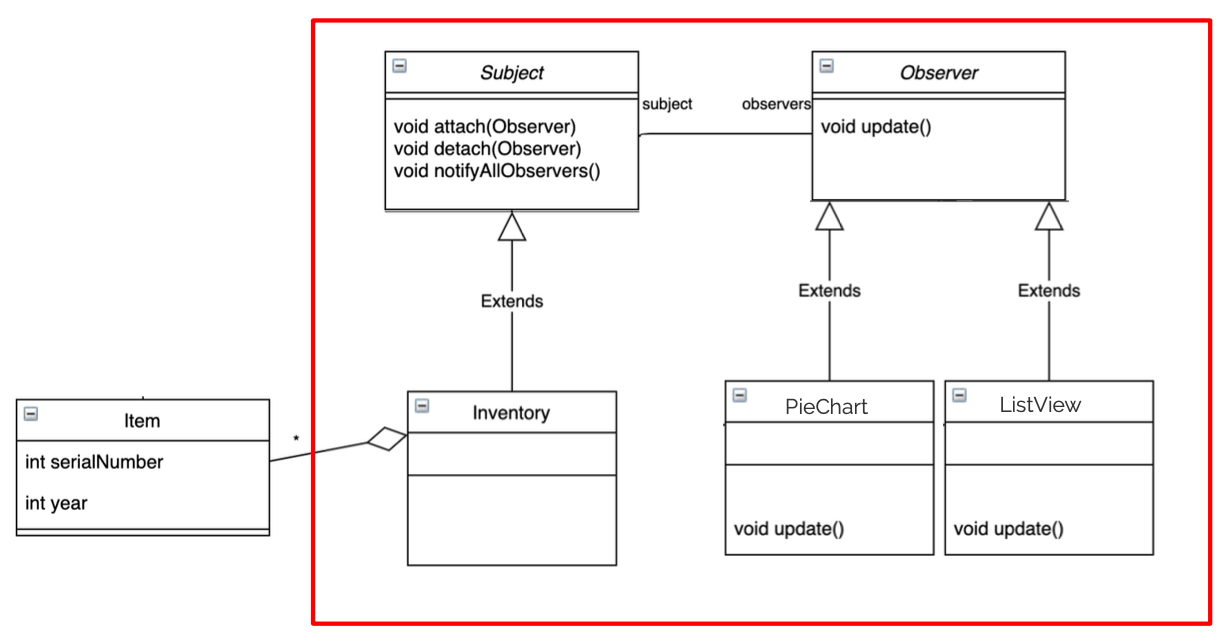 Subject
void attach(Observer)
void detach(Observer)
void notifyAllObservers()
subject
observers
Observer
void update()
Extends
Extends
Extends
Item
int serialNumber
int year
*
Inventory
PieChart
void update()
ListView
void update()